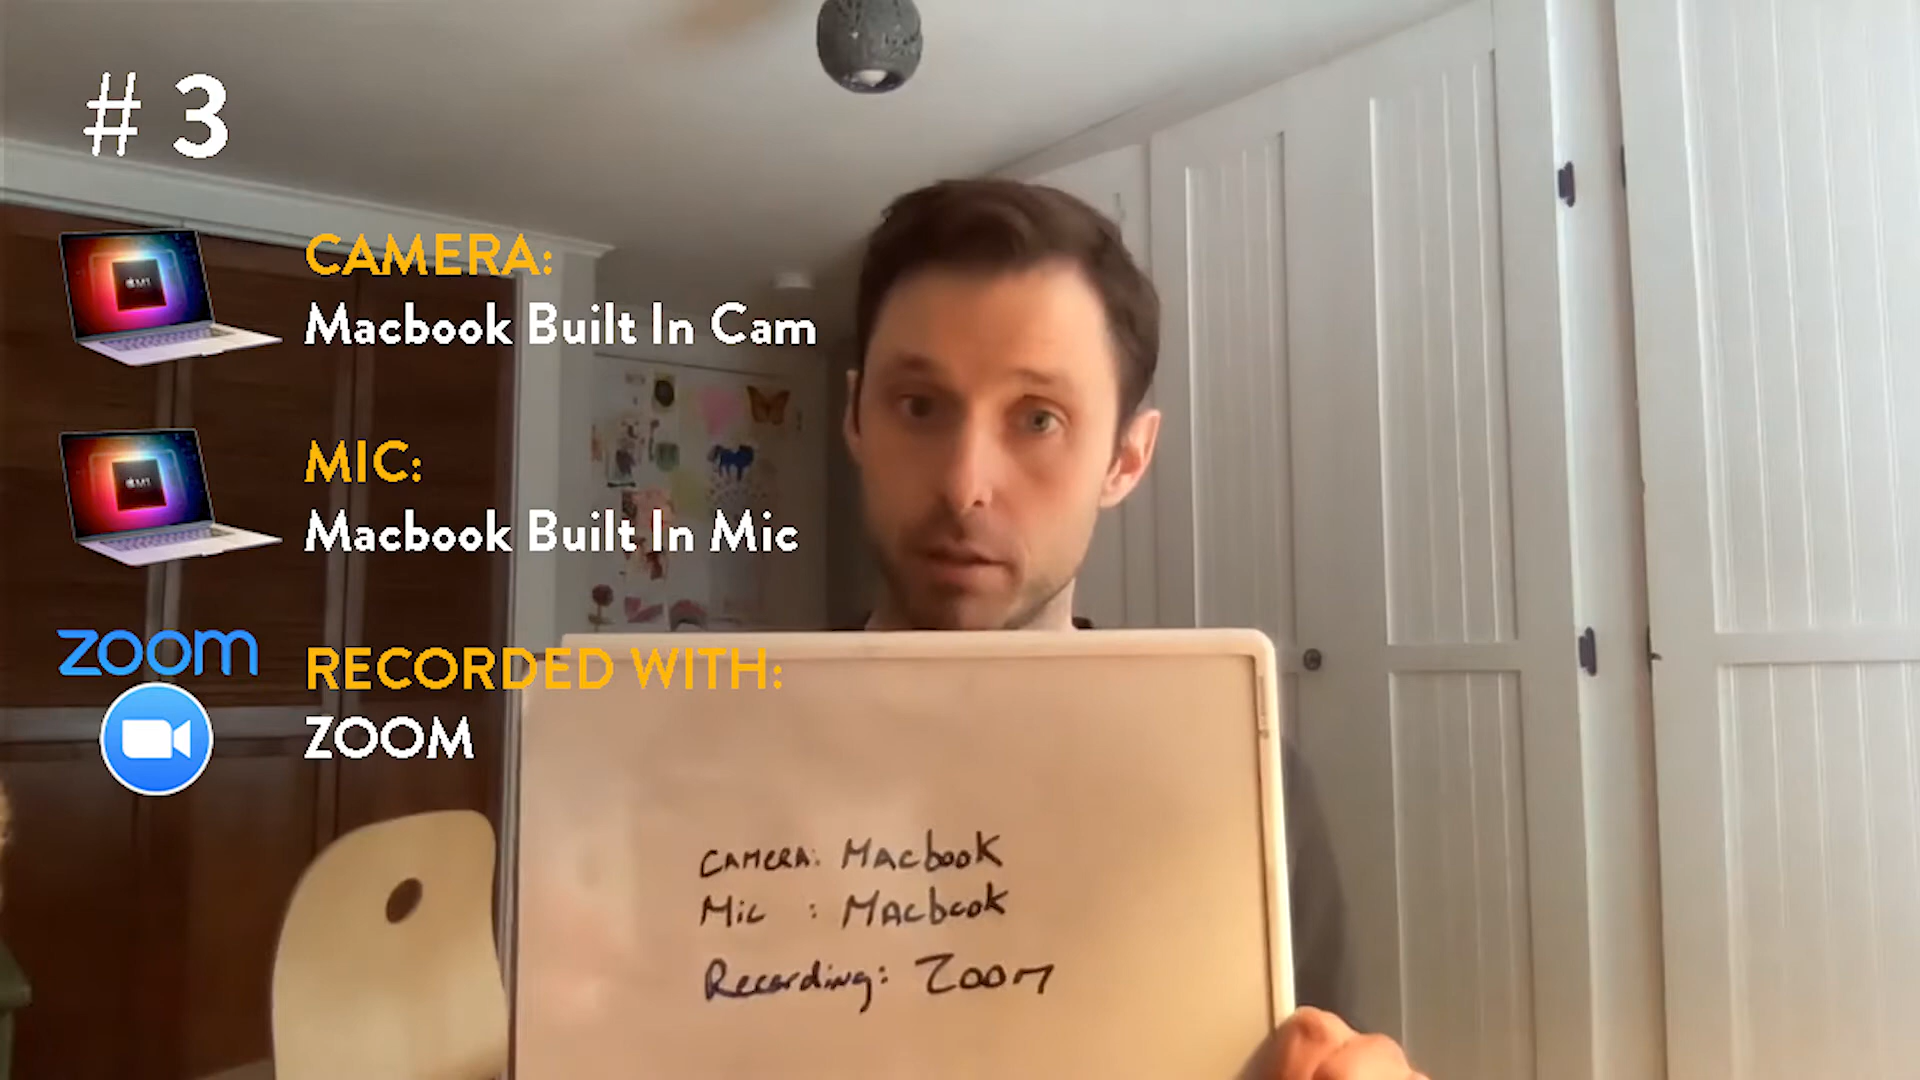 # 3
CAMERA:
Macbook Built In Cam
MIC:
Macbook Built In Mic
zoom
RECORDED WITH:
ZOOM
CAMERA: Macbook
Mic : Macbook
Recording: Zoom